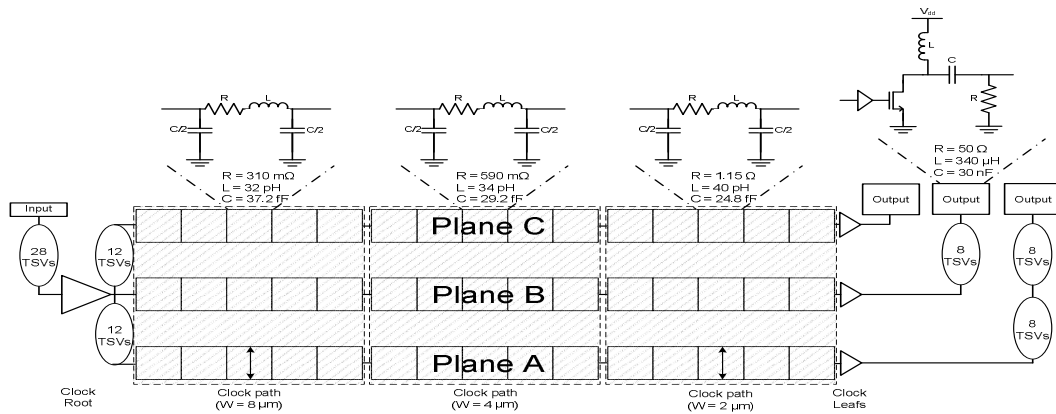 Vdd
L
C
R
R
L
C/2
C/2
R
L
C/2
C/2
R
L
C/2
C/2
R = 310 mΩ
L = 32 pH
C = 37.2 fF
R = 590 mΩ
L = 34 pH
C = 29.2 fF
R = 1.15 Ω
L = 40 pH
C = 24.8 fF
R = 50 Ω
L = 340 µH
C = 30 nF
Input
Output
Output
Output
28 TSVs
12 TSVs
Plane C
8 TSVs
8 TSVs
Plane B
12 TSVs
8 TSVs
Plane A
Clock Root
Clock path
(W = 8 µm)
Clock path
(W = 4 µm)
Clock path
(W = 2 µm)
Clock Leafs